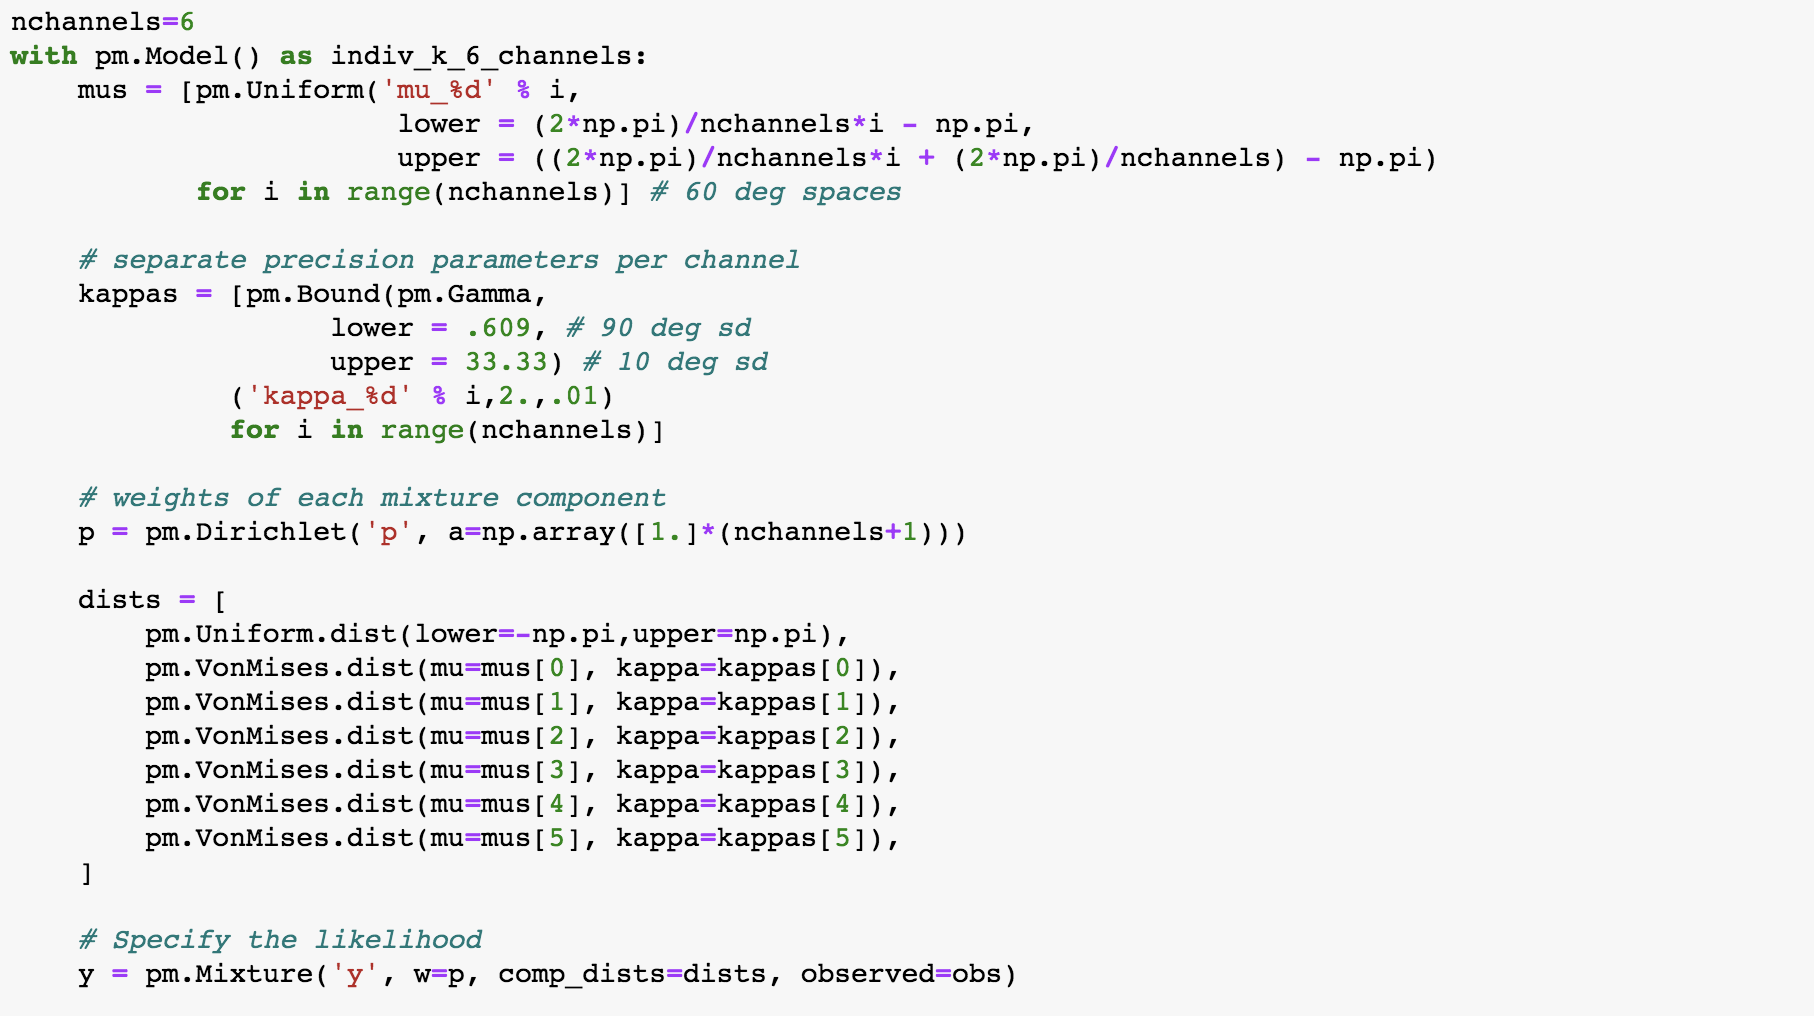 nchannels=6
with pm.Model() as indiv_k_6_channels:
    mus = [pm.Uniform('mu_%d' % i,
                       lower = (2*np.pi)/nchannels*i - np.pi,
                       upper = ((2*np.pi)/nchannels*i + (2*np.pi)/nchannels) - np.pi)
           for i in range(nchannels)] # 60 deg spaces

    # separate precision parameters per channel
    kappas = [pm.Bound(pm.Gamma,
                   lower = .609, # 90 deg sd
                   upper = 33.33) # 10 deg sd
             ('kappa_%d' % i,2.,.01)
             for i in range(nchannels)]

    # weights of each mixture component
    p = pm.Dirichlet('p', a=np.array([1.]*(nchannels+1)))

    dists = [
        pm.Uniform.dist(lower=-np.pi,upper=np.pi),
        pm.VonMises.dist(mu=mus[0], kappa=kappas[0]),
        pm.VonMises.dist(mu=mus[1], kappa=kappas[1]),
        pm.VonMises.dist(mu=mus[2], kappa=kappas[2]),
        pm.VonMises.dist(mu=mus[3], kappa=kappas[3]),
        pm.VonMises.dist(mu=mus[4], kappa=kappas[4]),
        pm.VonMises.dist(mu=mus[5], kappa=kappas[5]),
    ]

    # Specify the likelihood
    y = pm.Mixture('y', w=p, comp_dists=dists, observed=obs)